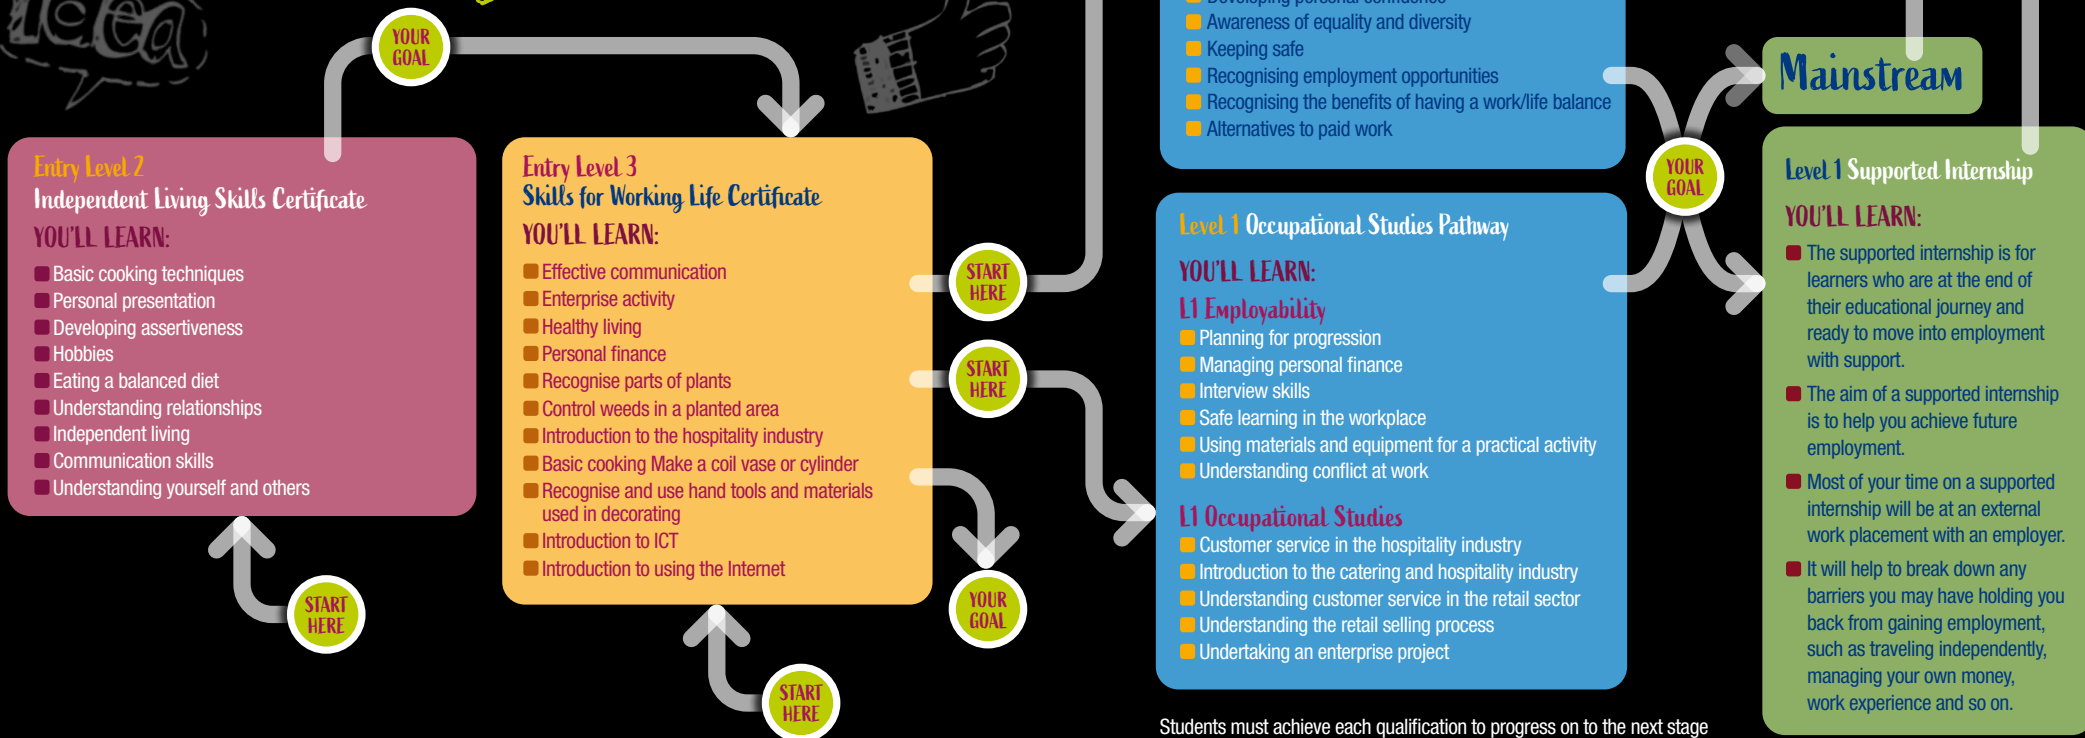 idea
YOUR
GOAL
Entry Level 2
Independent Living Skills Certificate
YOU'LL LEARN:
Basic cooking techniques
Personal presentation
Developing assertiveness
Hobbies
Eating a balanced diet
Understanding relationships
Independent living
Communication skills
Understanding yourself and others
START
HERE
Entry Level 3
Skills for Working Life Certificate
YOU'LL LEARN:
Effective communication
Enterprise activity
Healthy living
Personal finance
Recognise parts of plants
Control weeds in a planted area
Introduction to the hospitality industry
Basic cooking Make a coil vase or cylinder
Recognise and use hand tools and materials
used in decorating
Introduction to ICT
Introduction to using the Internet
START
HERE
START
HERE
START
HERE
YOUR
GOAL
Developing personal confidence
Awareness of equality and diversity
Keeping safe
Recognising employment opportunities
Recognising the benefits of having a work/life balance
Alternatives to paid work
Level 1 Occupational Studies Pathway
YOU'LL LEARN:
L1 Employability
Planning for progression
Managing personal finance
Interview skills
Safe learning in the workplace
Using materials and equipment for a practical activity
Understanding conflict at work
L1 Occupational Studies
Customer service in the hospitality industry
Introduction to the catering and hospitality industry
Understanding customer service in the retail sector
Understanding the retail selling process
Undertaking an enterprise project
Students must achieve each qualification to progress on to the next stage
YOUR
GOAL
Mainstream
Level 1 Supported Internship
YOU'LL LEARN:
The supported internship is for
learners who are at the end of
their educational journey and
ready to move into employment
with support.
The aim of a supported internship
is to help you achieve future
employment.
Most of your time on a supported
internship will be at an external
work placement with an employer.
It will help to break down any
barriers you may have holding you
back from gaining employment,
such as traveling independently,
managing your own money,
work experience and so on.